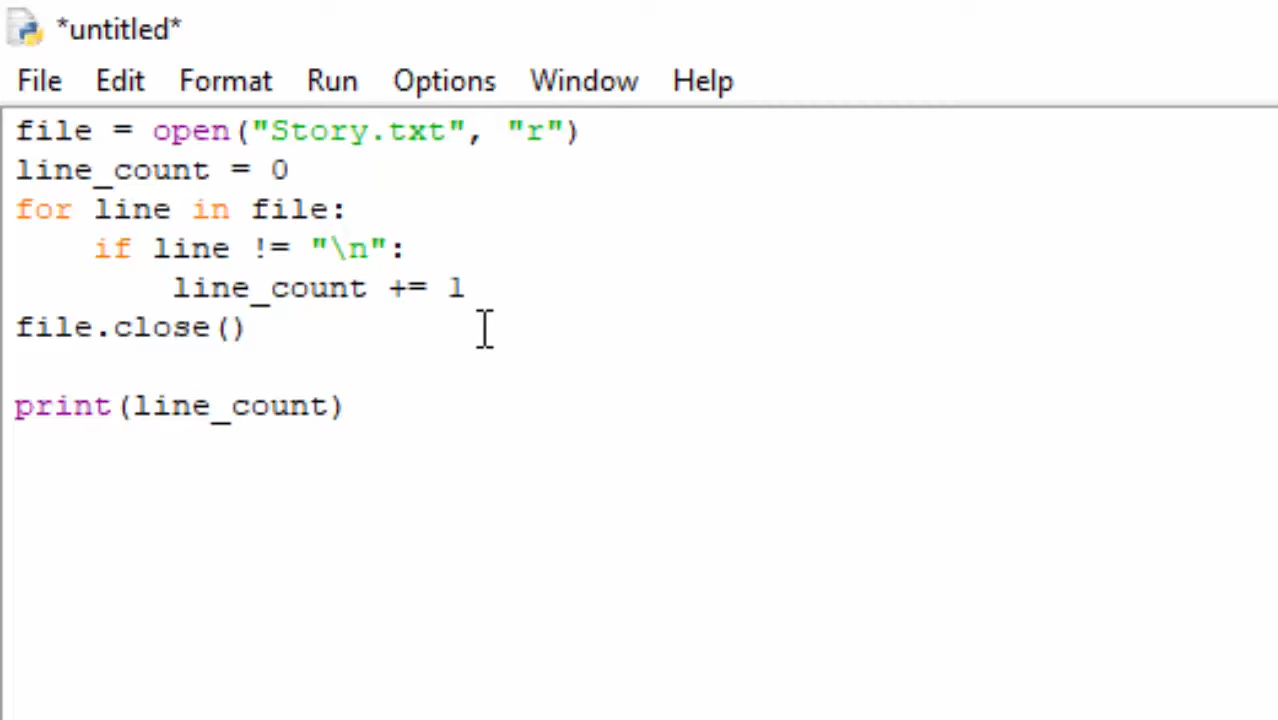 *untitled*
File Edit Format Run Options Window Help
file = open("Story.txt", "r")
line_count = 0
for line in file:
    if line != "\n":
        line_count += 1
file.close()

print(line_count)